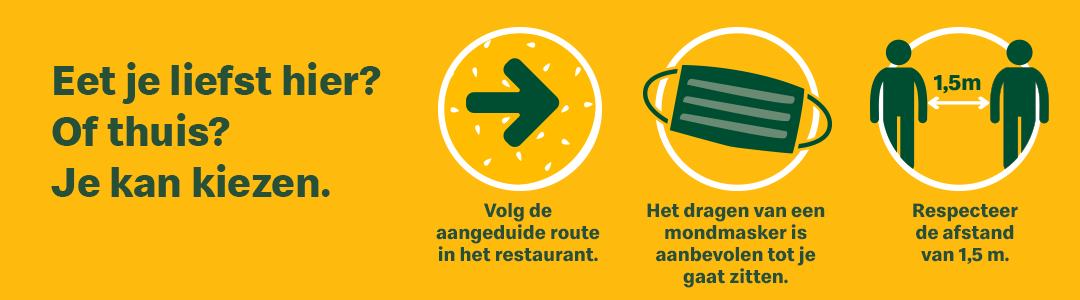 Eet je liefst hier?
Of thuis?
Je kan kiezen.
Volg de
aangeduide route
in het restaurant.
Het dragen van een
mondmasker is
aanbevolen tot je
gaat zitten.
1,5m
Respecteer
de afstand
van 1,5 m.